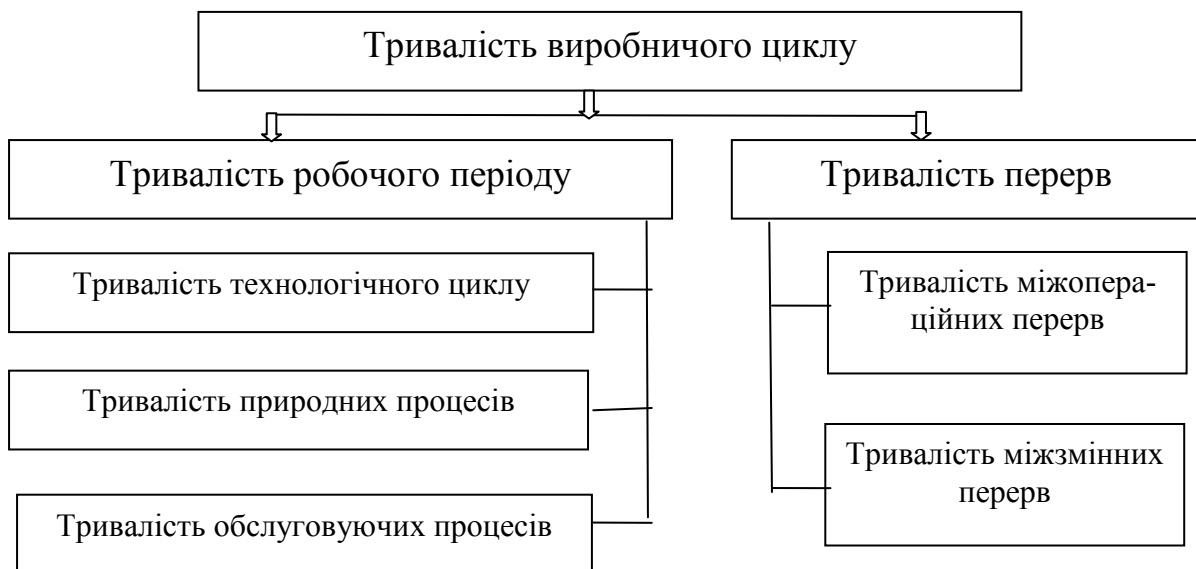 Тривалість виробничого циклу
Тривалість робочого періоду
Тривалість перерв
Тривалість технологічного циклу
Тривалість природних процесів
Тривалість обслуговуючих процесів
Тривалість міжопера-
ційних перерв
Тривалість міжзмінних
перерв